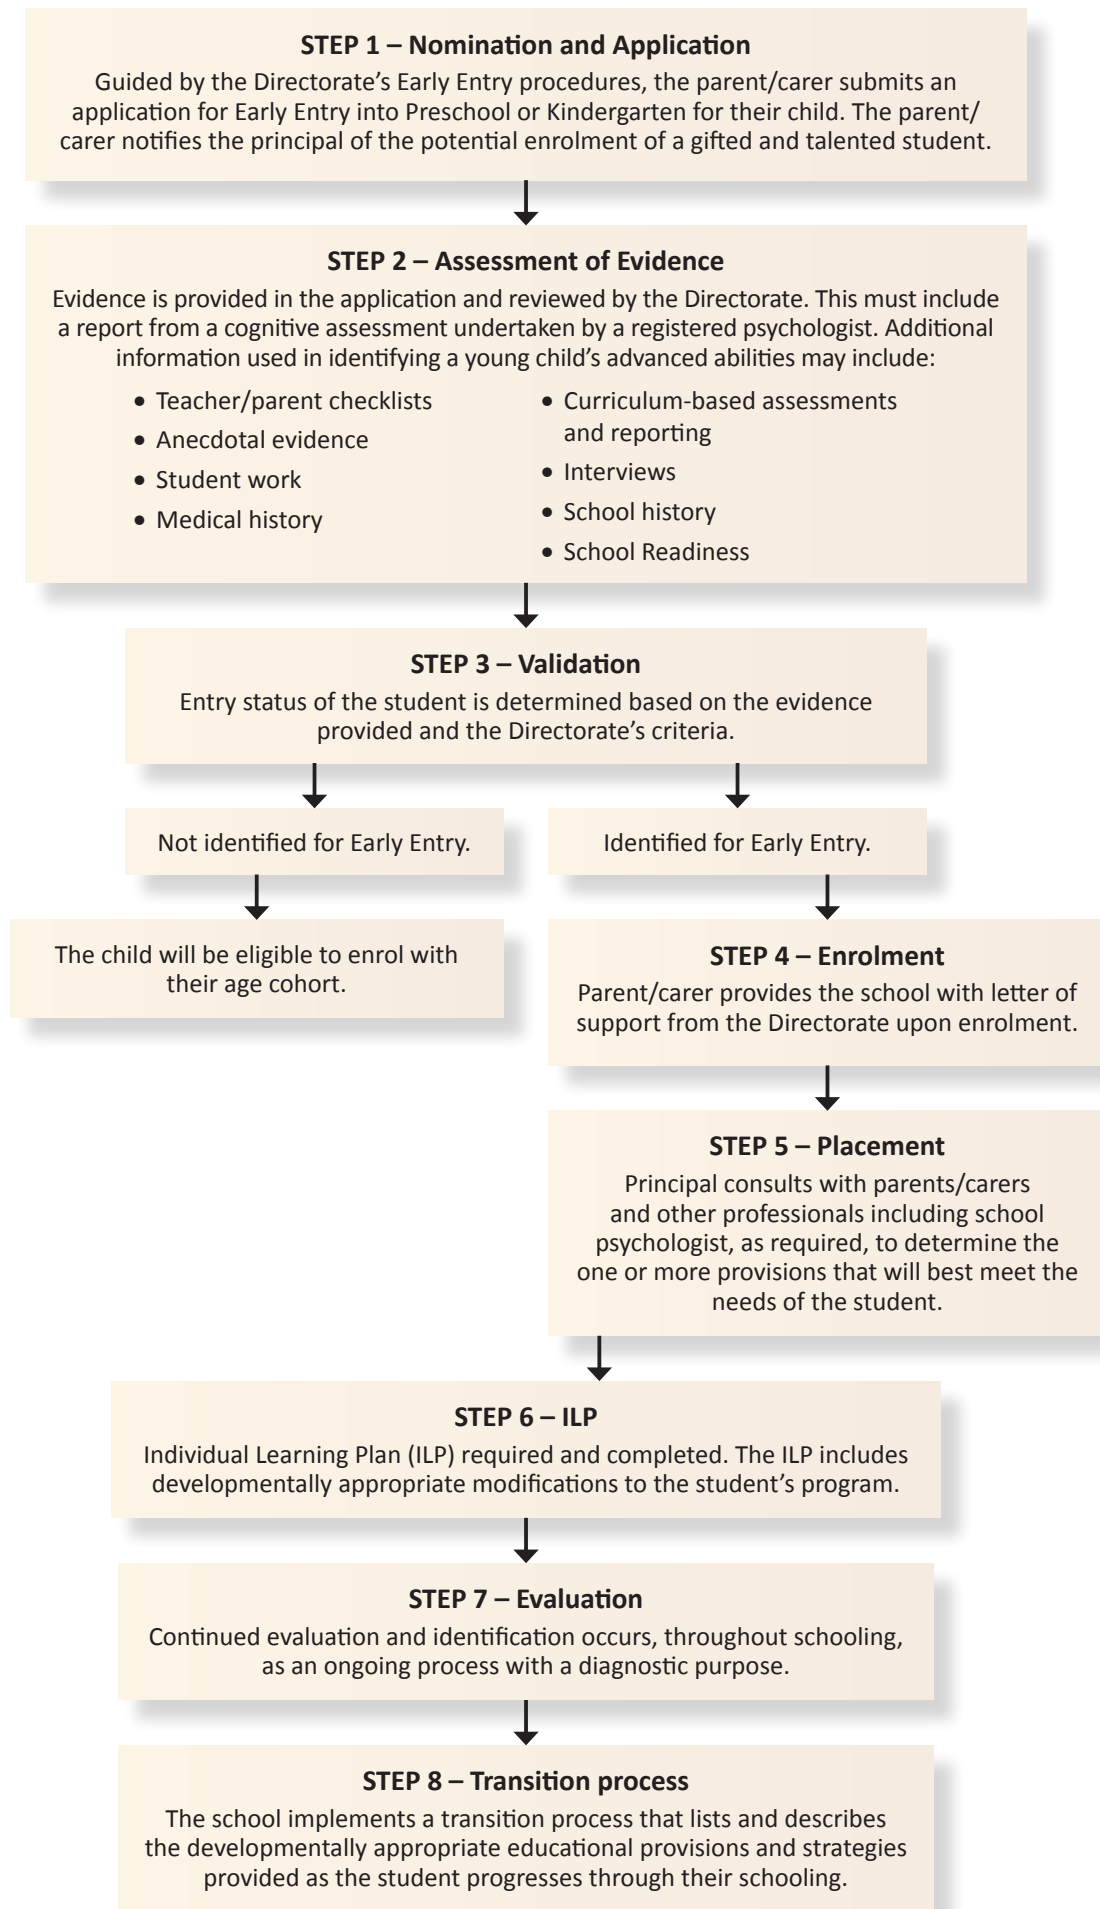 STEP 1 – Nomination and Application
Guided by the Directorate’s Early Entry procedures, the parent/carer submits an
application for Early Entry into Preschool or Kindergarten for their child. The parent/
carer notifies the principal of the potential enrolment of a gifted and talented student.
STEP 2 – Assessment of Evidence
Evidence is provided in the application and reviewed by the Directorate. This must include
a report from a cognitive assessment undertaken by a registered psychologist. Additional
information used in identifying a young child’s advanced abilities may include:
• Teacher/parent checklists
• Anecdotal evidence
• Student work
• Medical history
• Curriculum-based assessments
and reporting
• Interviews
• School history
• School Readiness
STEP 3 – Validation
Entry status of the student is determined based on the evidence
provided and the Directorate’s criteria.
Not identified for Early Entry.
The child will be eligible to enrol with
their age cohort.
Identified for Early Entry.
STEP 4 – Enrolment
Parent/carer provides the school with letter of
support from the Directorate upon enrolment.
STEP 5 – Placement
Principal consults with parents/carers
and other professionals including school
psychologist, as required, to determine the
one or more provisions that will best meet the
needs of the student.
STEP 6 – ILP
Individual Learning Plan (ILP) required and completed. The ILP includes
developmentally appropriate modifications to the student’s program.
STEP 7 – Evaluation
Continued evaluation and identification occurs, throughout schooling,
as an ongoing process with a diagnostic purpose.
STEP 8 – Transition process
The school implements a transition process that lists and describes
the developmentally appropriate educational provisions and strategies
provided as the student progresses through their schooling.